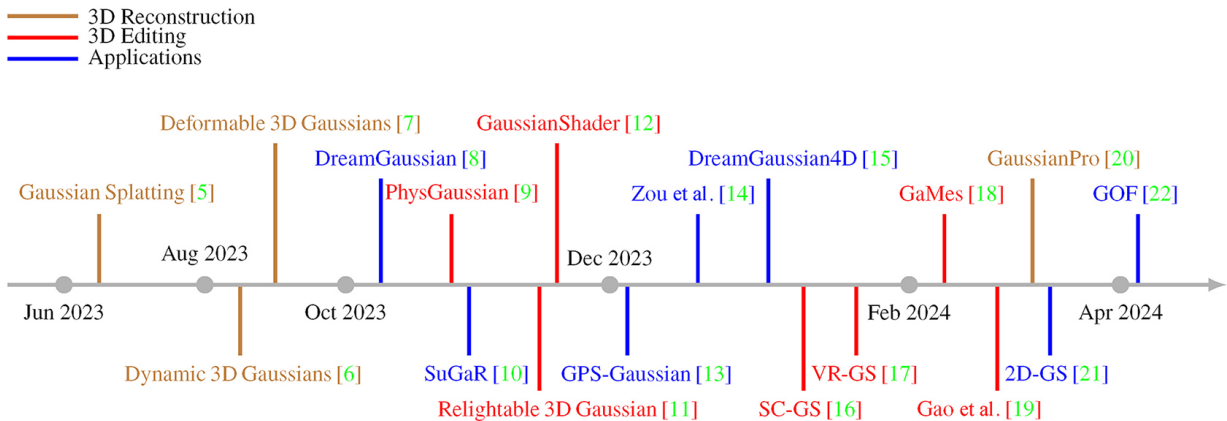 3D Reconstruction
3D Editing
Applications
Deformable 3D Gaussians [7]
GaussianShader [12]
DreamGaussian [8]
DreamGaussian4D [15]
GaussianPro [20]
Gaussian Splatting [5]
PhysGaussian [9]
Zou et al. [14]
GaMes [18]
GOF [22]
Aug 2023
Dec 2023
Jun 2023
Oct 2023
Feb 2024
Apr 2024
Dynamic 3D Gaussians [6]
SuGaR [10]
GPS-Gaussian [13]
VR-GS [17]
2D-GS [21]
Relightable 3D Gaussian [11]
SC-GS [16]
Gao et al. [19]